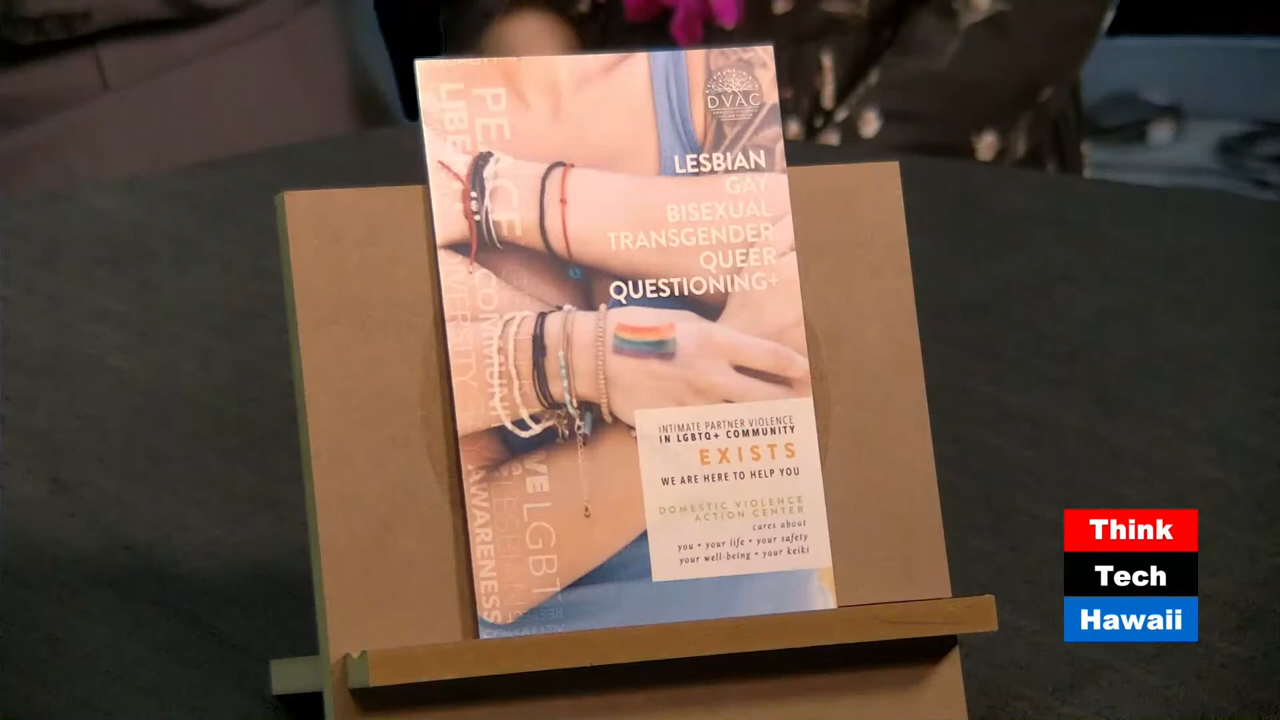 DVAC
LESBIAN
GAY
BISEXUAL
TRANSGENDER
QUEER
QUESTIONING+
PEACE
COMMUN
LGBT
AWARENESS
INTIMATE PARTNER VIOLENCE
IN LGBTQ+ COMMUNITY
EXISTS
WE ARE HERE TO HELP YOU
DOMESTIC VIOLENCE
ACTION CENTER
cares about
you • your life • your safety
your well-being • your keiki
Think
Tech
Hawaii